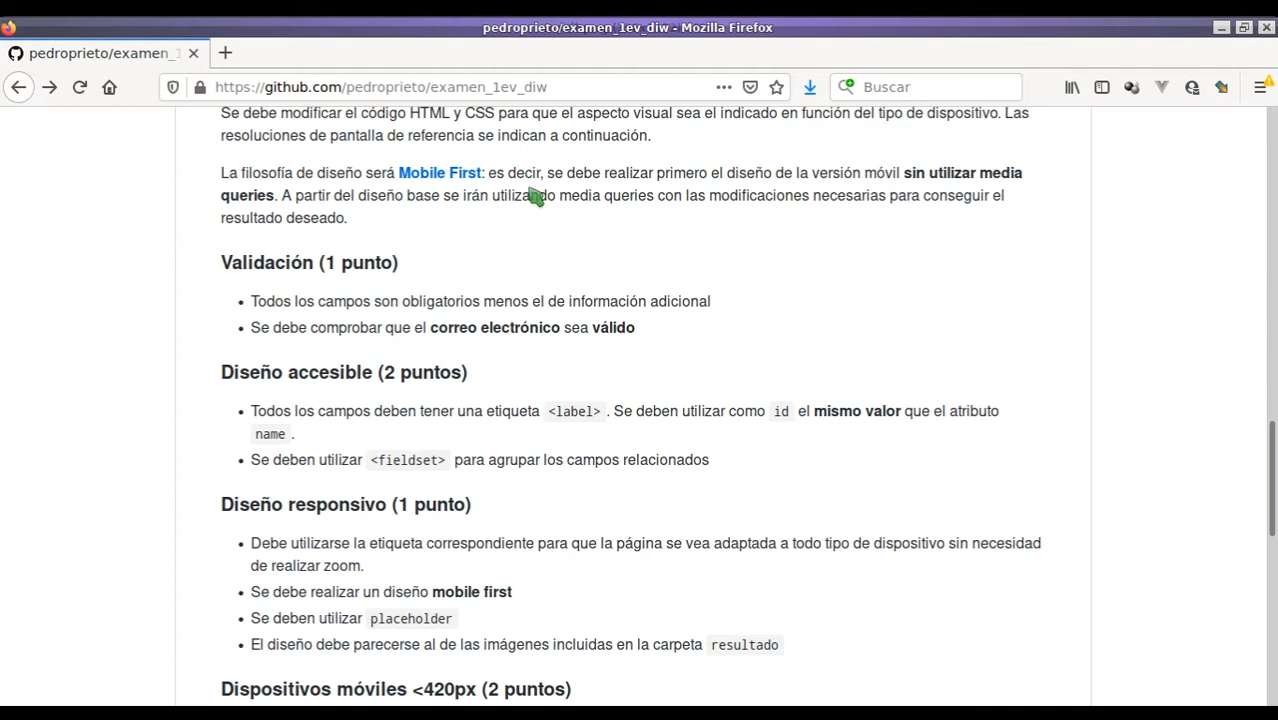 pedroprieto/examen_1ev_diw - Mozilla Firefox
pedroprieto/examen_1
https://github.com/pedroprieto/examen_1ev_diw
Buscar
Se debe modificar el código HTML y CSS para que el aspecto visual sea el indicado en función del tipo de dispositivo. Las
resoluciones de pantalla de referencia se indican a continuación.
La filosofía de diseño será Mobile First: es decir, se debe realizar primero el diseño de la versión móvil sin utilizar media
queries. A partir del diseño base se irán utilizando media queries con las modificaciones necesarias para conseguir el
resultado deseado.
Validación (1 punto)
• Todos los campos son obligatorios menos el de información adicional
• Se debe comprobar que el correo electrónico sea válido
Diseño accesible (2 puntos)
• Todos los campos deben tener una etiqueta <label>. Se deben utilizar como id el mismo valor que el atributo
name.
• Se deben utilizar <fieldset> para agrupar los campos relacionados
Diseño responsivo (1 punto)
• Debe utilizarse la etiqueta correspondiente para que la página se vea adaptada a todo tipo de dispositivo sin necesidad
de realizar zoom.
• Se debe realizar un diseño mobile first
• Se deben utilizar placeholder
• El diseño debe parecerse al de las imágenes incluidas en la carpeta resultado
Dispositivos móviles <420px (2 puntos)